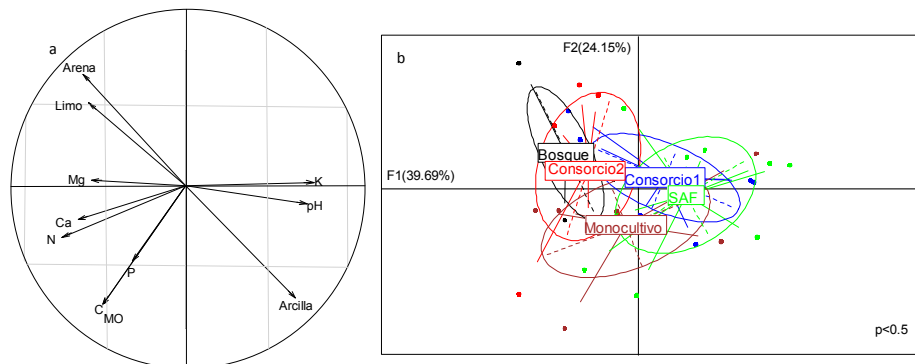 a
Arena
Limo
Mg
K
pH
Ca
N
P
C
MO
Arcilla
b
F2(24.15%)
F1(39.69%)
Bosque
Consorcio2
Consorcio1
SAF
Monocultivo
p<0.5